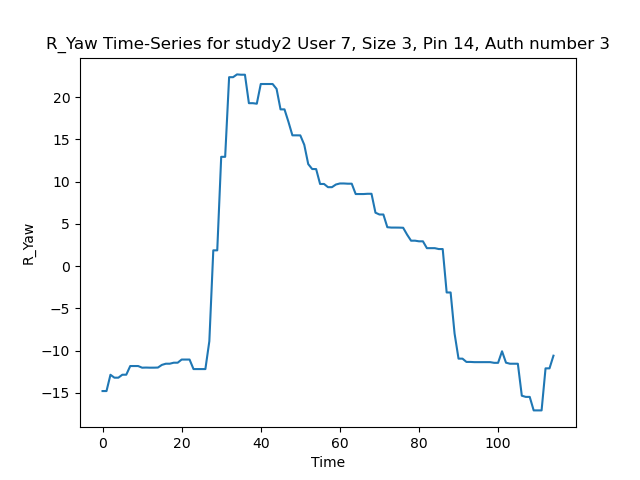 R_Yaw Time-Series for study2 User 7, Size 3, Pin 14, Auth number 3
20
15
10
5
0
−5
−10
−15
R_Yaw
0 20 40 60 80 100
Time